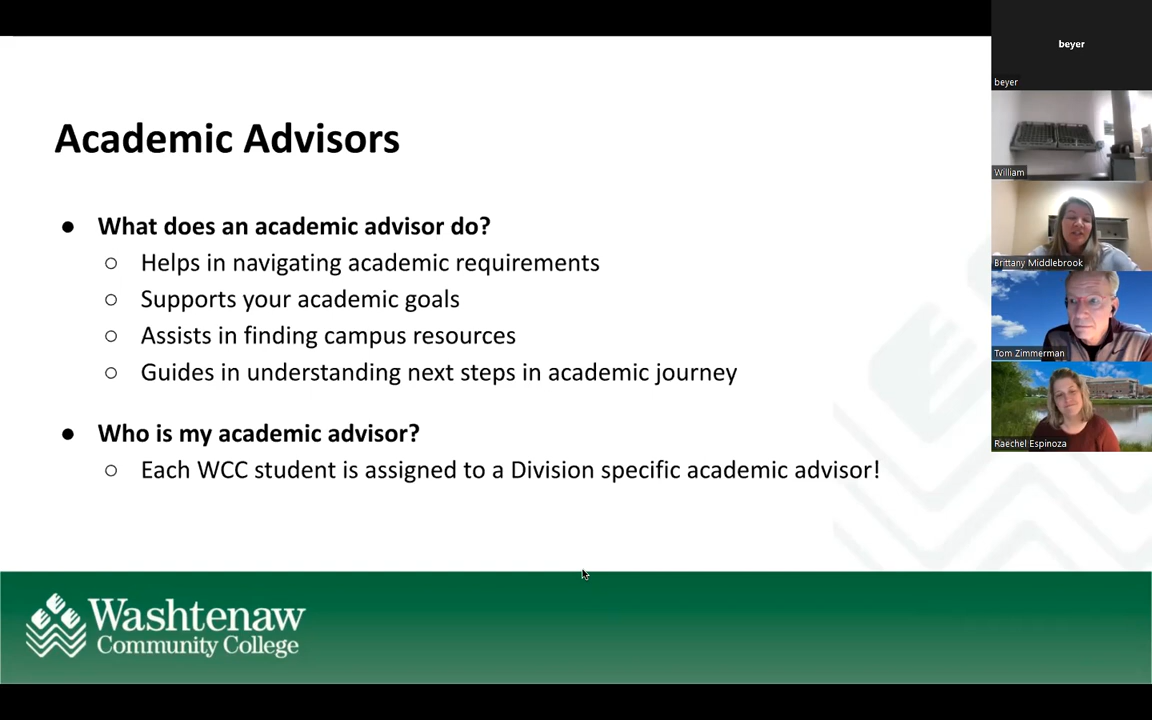 Academic Advisors
● What does an academic advisor do?
○ Helps in navigating academic requirements
○ Supports your academic goals
○ Assists in finding campus resources
○ Guides in understanding next steps in academic journey
● Who is my academic advisor?
○ Each WCC student is assigned to a Division specific academic advisor!
Washtenaw
Community College
beyer
beyer
William
Brittany Middlebrook
Tom Zimmerman
Raechel Espinoza